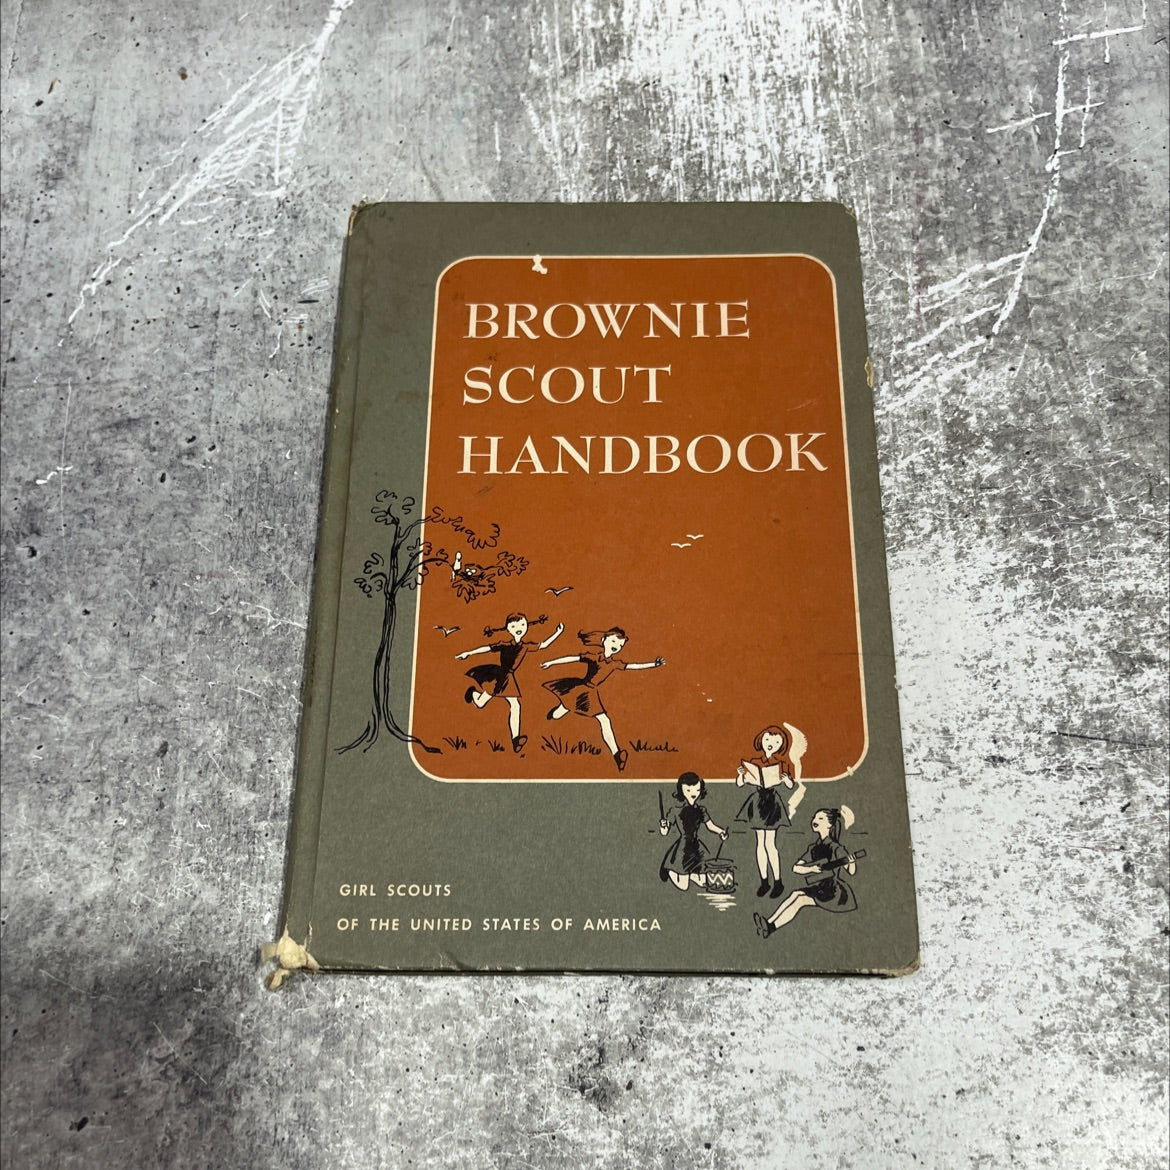 BROWNIE
SCOUT
HANDBOOK
GIRL SCOUTS
OF THE UNITED STATES OF AMERICA